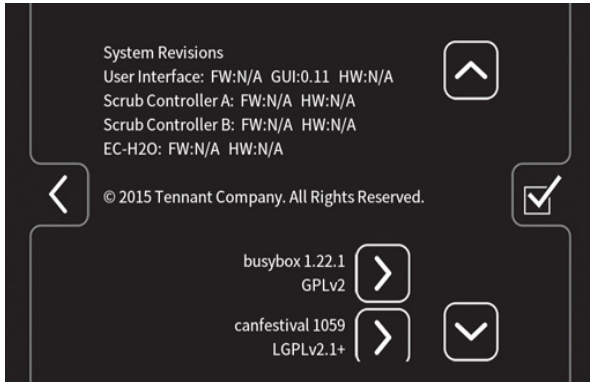 System Revisions
User Interface: FW:N/A GUI:0.11 HW:N/A
Scrub Controller A: FW:N/A HW:N/A
Scrub Controller B: FW:N/A HW:N/A
EC-H2O: FW:N/A HW:N/A
© 2015 Tennant Company. All Rights Reserved.
busybox 1.22.1
GPLv2
canfestival 1059
LGPLv2.1+